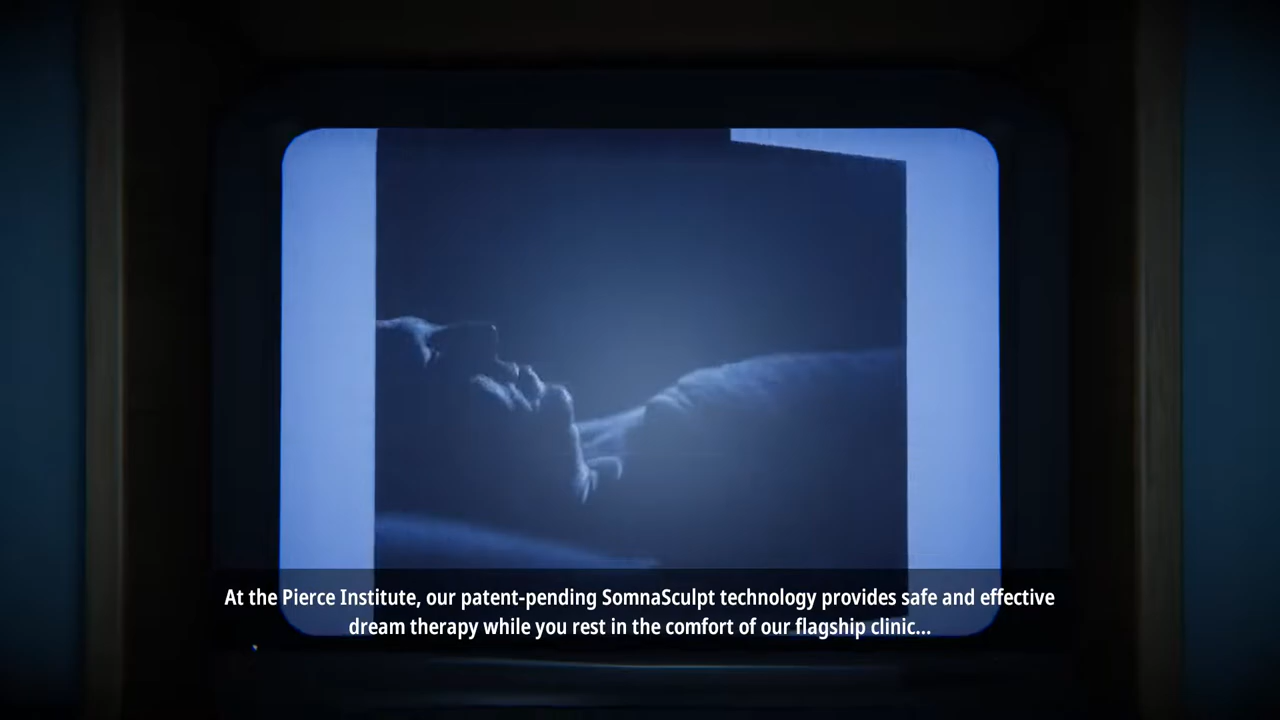 At the Pierce Institute, our patent-pending SomnaSculpt technology provides safe and effective
dream therapy while you rest in the comfort of our flagship clinic...